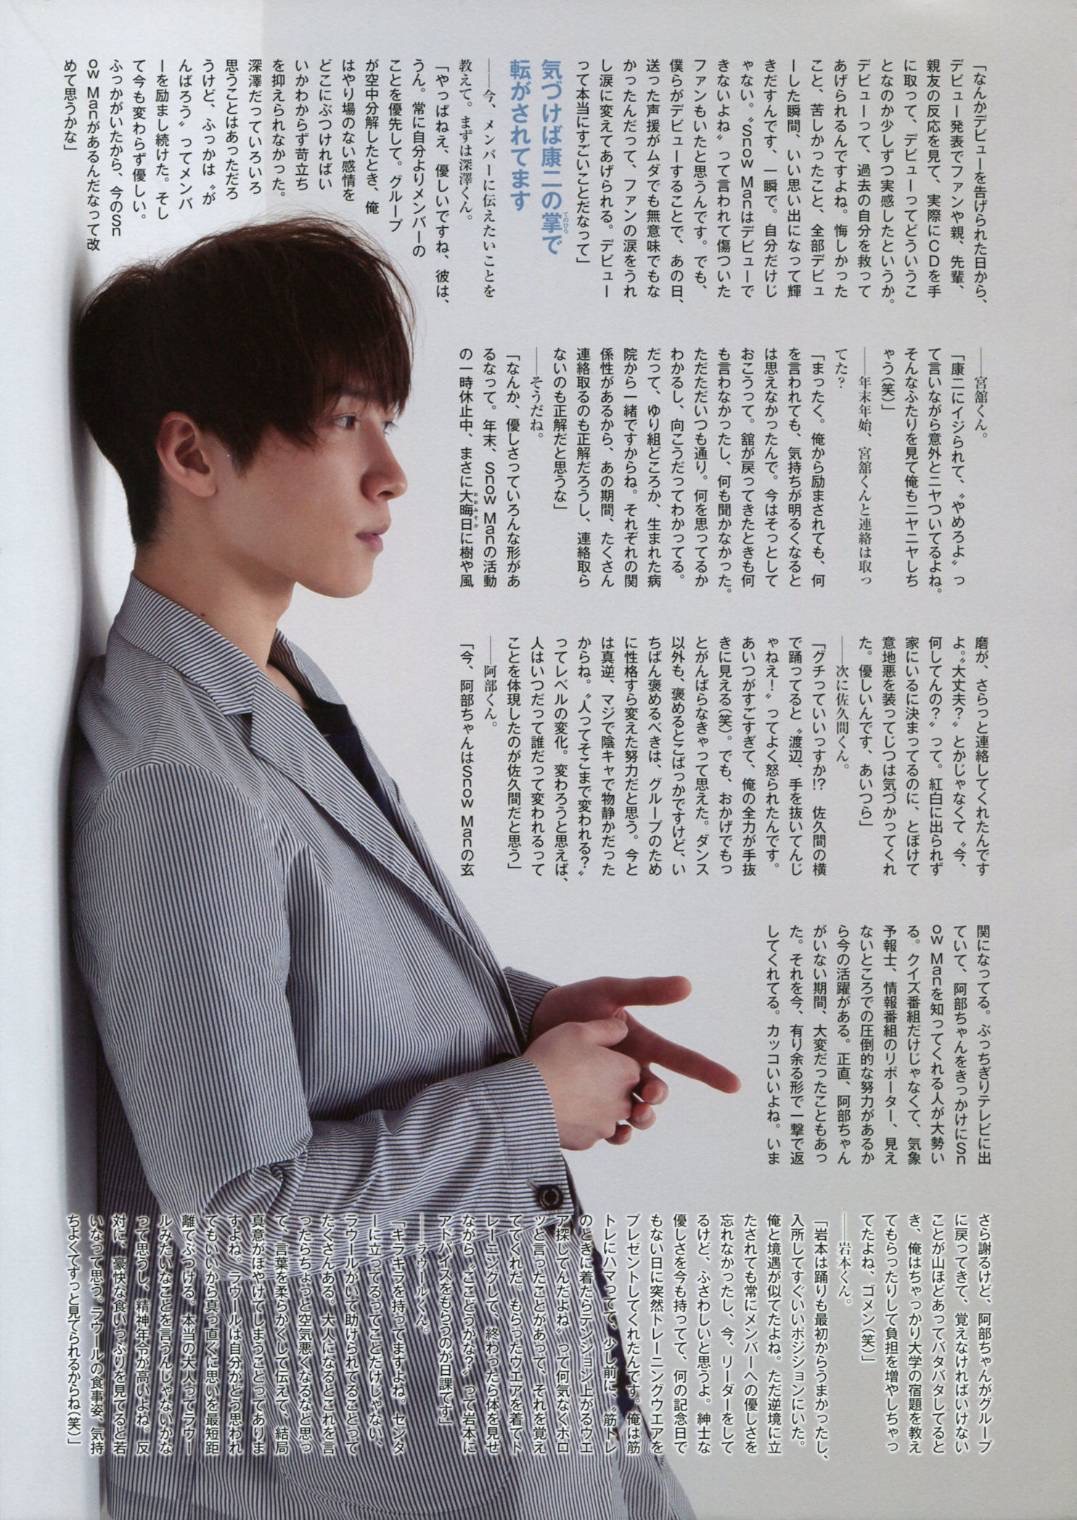 「なんかデビューを告げられた日から、
デビュー発表でファンや親、先輩、
親友の反応を見て、実際にCDを手
に取って、デビューってどういうこ
となのか少しずつ実感したというか。
デビューって、過去の自分を救って
あげられるんですよね。悔しかった
こと、苦しかったこと、全部デビュ
ーした瞬間、いい思い出になって輝
きだすんです、一瞬で。自分だけじ
ゃない。〝Snow Manはデビューで
きないよね〟って言われて傷ついた
ファンもいたと思うんです。でも、
僕らがデビューすることで、あの日、
送った声援がムダでも無意味でもな
かったんだって、ファンの涙をうれ
し涙に変えてあげられる。デビュー
って本当にすごいことだなって」
気づけば康二の掌で
てのひら
転がされてます
――今、メンバーに伝えたいことを
教えて。まずは深澤くん。
「やっぱねえ、優しいですね、彼は、
うん。常に自分よりメンバーの
ことを優先して。グループ
が空中分解したとき、俺
はやり場のない感情を
どこにぶつければい
いかわからず苛立ち
を抑えられなかった。
深澤だっていろいろ
思うことはあっただろ
うけど、ふっかは〝が
んばろう〟ってメンバ
ーを励まし続けた。そし
て今も変わらず優しい。
ふっかがいたから、今のSn
ow Manがあるんだなって改
めて思うかな」
――宮舘くん。
「康二にイジられて、〝やめろよ〟っ
て言いながら意外とニヤついてるよね。
そんなふたりを見て俺もニヤニヤしち
ゃう(笑)」
――年末年始、宮舘くんと連絡は取っ
てた?
「まったく。俺から励まされても、何
を言われても、気持ちが明るくなると
は思えなかったんで。今はそっとして
おこうって。舘が戻ってきたときも何
も言わなかったし、何も聞かなかった。
ただただいつも通り。何を思ってるか
わかるし、向こうだってわかってる。
だって、ゆり組どころか、生まれた病
院から一緒ですからね。それぞれの関
係性があるから、あの期間、たくさん
連絡取るのも正解だろうし、連絡取ら
ないのも正解だと思うな」
――そうだね。
「なんか、優しさっていろんな形があ
るなって。年末、Snow Manの活動
の一時休止中、まさに大晦日に樹や風
おおみそか
磨が、さらっと連絡してくれたんです
よ。〝大丈夫?〟とかじゃなくて〝今、
何してんの?〟って。紅白に出られず
家にいるに決まってるのに、とぼけて
意地悪を装ってじつは気づかってくれ
た。優しいんです、あいつら」
――次に佐久間くん。
「グチっていいっすか!? 佐久間の横
で踊ってると〝渡辺、手を抜いてんじ
ゃねえ!〟ってよく怒られたんです。
あいつがすごすぎて、俺の全力が手抜
きに見える(笑)。でも、おかげでもっ
とがんばらなきゃって思えた。ダンス
以外も、褒めるとこばっかですけど、い
ちばん褒めるべきは、グループのため
に性格すら変えた努力だと思う。今と
は真逆、マジで陰キャで物静かだった
からね。〝人ってそこまで変われる?〟
ってレベルの変化。変わろうと思えば、
人はいつだって誰だって変われるって
ことを体現したのが佐久間だと思う」
――阿部くん。
「今、阿部ちゃんはSnow Manの玄
関になってる。ぶっちぎりテレビに出
ていて、阿部ちゃんをきっかけにSn
ow Manを知ってくれる人が大勢い
る。クイズ番組だけじゃなくて、気象
予報士、情報番組のリポーター、見え
ないところでの圧倒的な努力があるか
ら今の活躍がある。正直、阿部ちゃん
がいない期間、大変だったこともあっ
た。それを今、有り余る形で一撃で返
してくれてる。カッコいいよね。いま
さら謝るけど、阿部ちゃんがグループ
に戻ってきて、覚えなければいけない
ことが山ほどあってバタバタしてると
き、俺はちゃっかり大学の宿題を教え
てもらったりして負担を増やしちゃっ
てたよね、ゴメン(笑)」
――岩本くん。
「岩本は踊りも最初からうまかったし、
入所してすぐいいポジションにいた。
俺と境遇が似てたよね。ただ逆境に立
たされても常にメンバーへの優しさを
忘れなかったし、今、リーダーをして
るけど、ふさわしいと思うよ。紳士な
優しさを今も持ってて、何の記念日で
もない日に突然トレーニングウエアを
プレゼントしてくれたんです。俺は筋
トレにハマってて、少し前に、〝筋トレ
のときに着たらテンション上がるウエ
ア探してんだよね〟って何気なくボロ
ッと言ったことがあって、それを覚え
ててくれた。もらったウエアを着てト
レーニングして、終わったら体を見せ
ながら〝ここどうかな?〟って岩本に
アドバイスをもらうのが日課です」
――ラウールくん。
「キラキラを持ってますよね。センタ
ーに立ってるってことだけじゃない、
ラウールがいて助けられてることって
たくさんある。大人になるとこれを言
ったらちょっと空気悪くなるなと思っ
て、言葉を柔らかくして伝えて、結局
真意がぼやけてしまうことってありま
すよね。ラウールは自分がどう思われ
てもいいから真っ直ぐに思いを最短距
離でぶつける。本当の大人ってラウー
ルみたいなことを言うんじゃないかな
って思うし、精神年令が高いよね。反
対に、豪快な食いっぷりを見てると若
いなって思う。ラウールの食事姿、気持
ちよくてずっと見てられるからね(笑)」